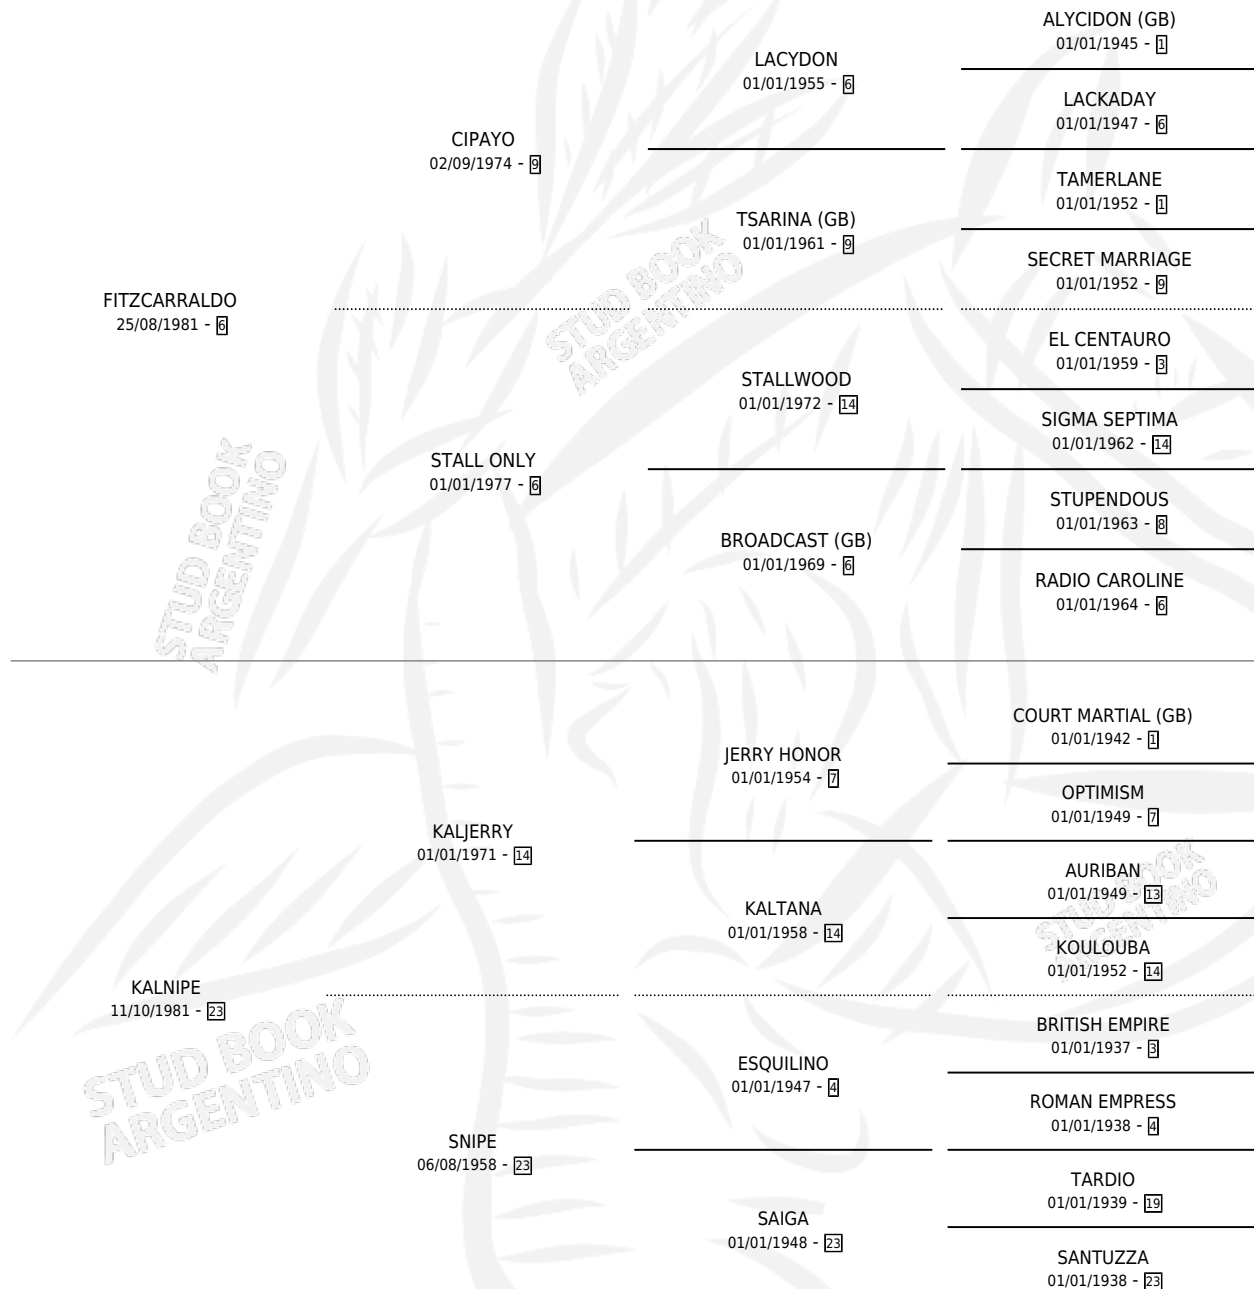 FITZCARRALDO
25/08/1981 - 6
CIPAYO
02/09/1974 - 9
STALL ONLY
01/01/1977 - 6
LACYDON
01/01/1955 - 6
TSARINA (GB)
01/01/1961 - 9
STALLWOOD
01/01/1972 - 14
BROADCAST (GB)
01/01/1969 - 6
ALYCIDON (GB)
01/01/1945 - 1
LACKADAY
01/01/1947 - 6
TAMERLANE
01/01/1952 - 1
SECRET MARRIAGE
01/01/1952 - 9
EL CENTAURO
01/01/1959 - 3
SIGMA SEPTIMA
01/01/1962 - 14
STUPENDOUS
01/01/1963 - 8
RADIO CAROLINE
01/01/1964 - 6
KALNIPE
11/10/1981 - 23
KALJERRY
01/01/1971 - 14
SNIPE
06/08/1958 - 23
JERRY HONOR
01/01/1954 - 7
KALTANA
01/01/1958 - 14
ESQUILINO
01/01/1947 - 4
SAIGA
01/01/1948 - 23
COURT MARTIAL (GB)
01/01/1942 - 1
OPTIMISM
01/01/1949 - 7
AURIBAN
01/01/1949 - 13
KOULOUBA
01/01/1952 - 14
BRITISH EMPIRE
01/01/1937 - 3
ROMAN EMPRESS
01/01/1938 - 4
TARDIO
01/01/1939 - 19
SANTUZZA
01/01/1938 - 23
STUD BOOK
ARGENTINO
STUD BOOK
ARGENTINO
STUD BOOK
ARGENTINO
STUD BOOK
ARGENTINO